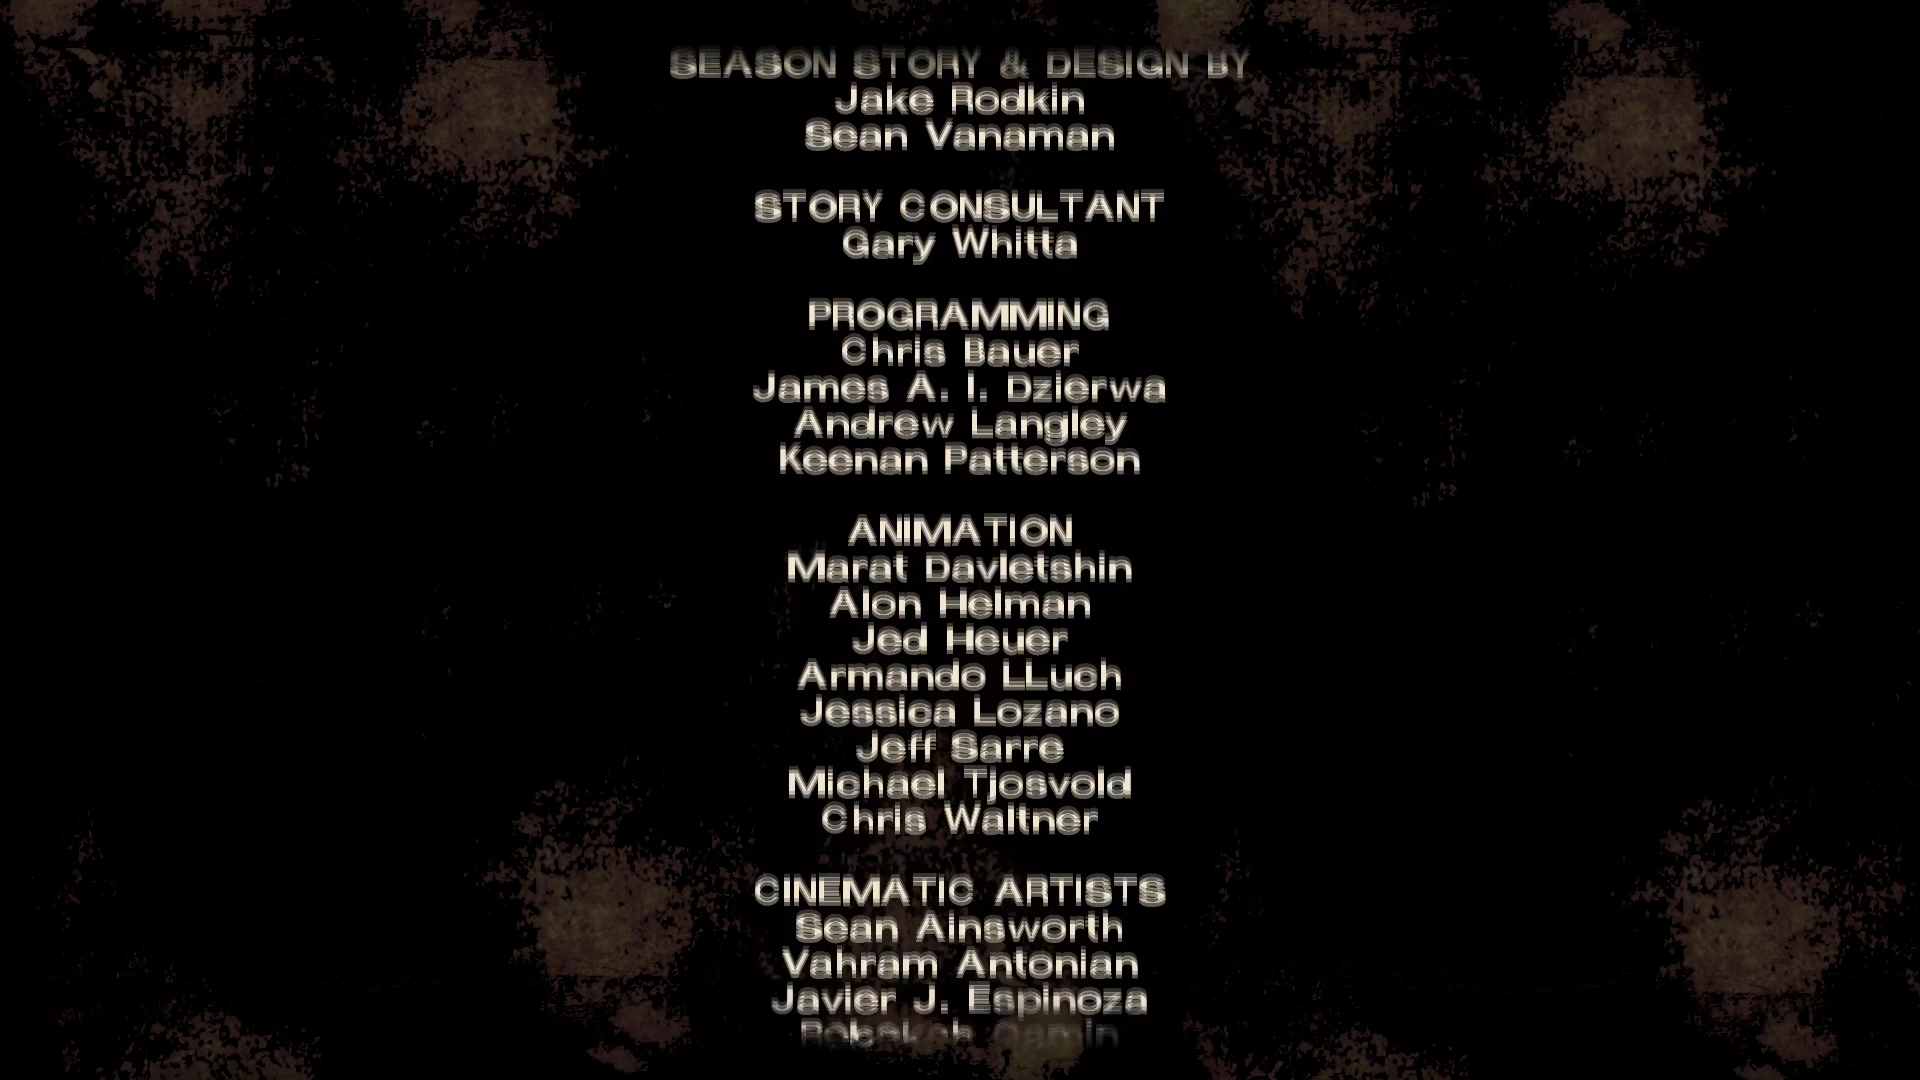 SEASON STORY & DESIGN BY
Jake Rodkin
Sean Vanaman
STORY CONSULTANT
Gary Whitta
PROGRAMMING
Chris Bauer
James A. I. Dzierwa
Andrew Langley
Keenan Patterson
ANIMATION
Marat Davletshin
Alon Helman
Jed Heuer
Armando LLuch
Jessica Lozano
Jeff Sarre
Michael Tjosvold
Chris Waltner
CINEMATIC ARTISTS
Sean Ainsworth
Vahram Antonian
Javier J. Espinoza
Rebekah